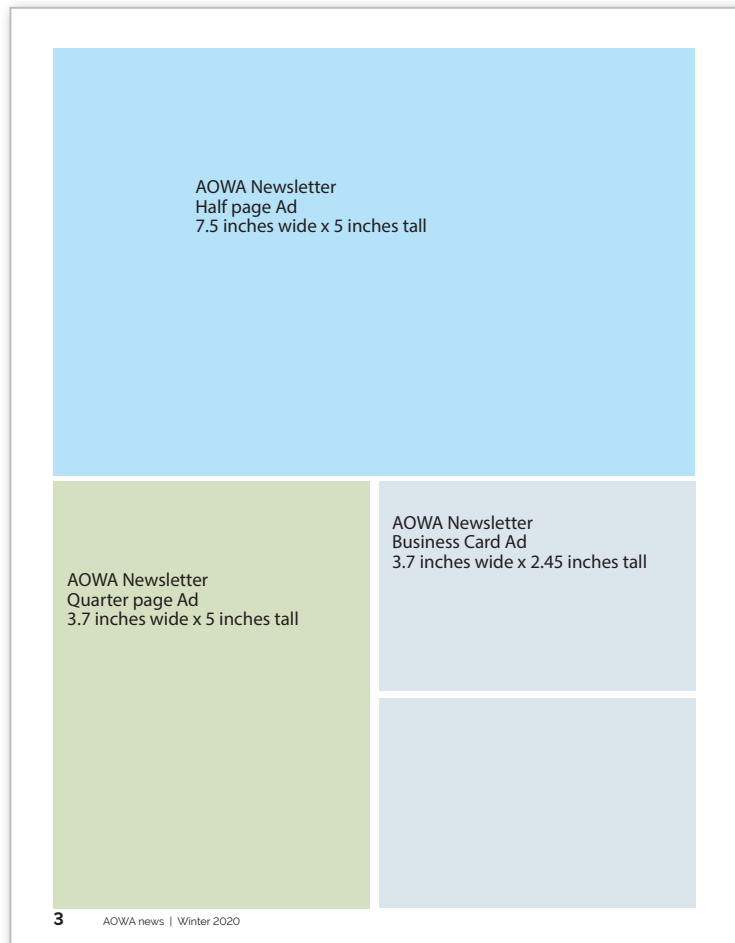 AOWA Newsletter
Half page Ad
7.5 inches wide x 5 inches tall
AOWA Newsletter
Quarter page Ad
3.7 inches wide x 5 inches tall
AOWA Newsletter
Business Card Ad
3.7 inches wide x 2.45 inches tall
3 AOWA news | Winter 2020